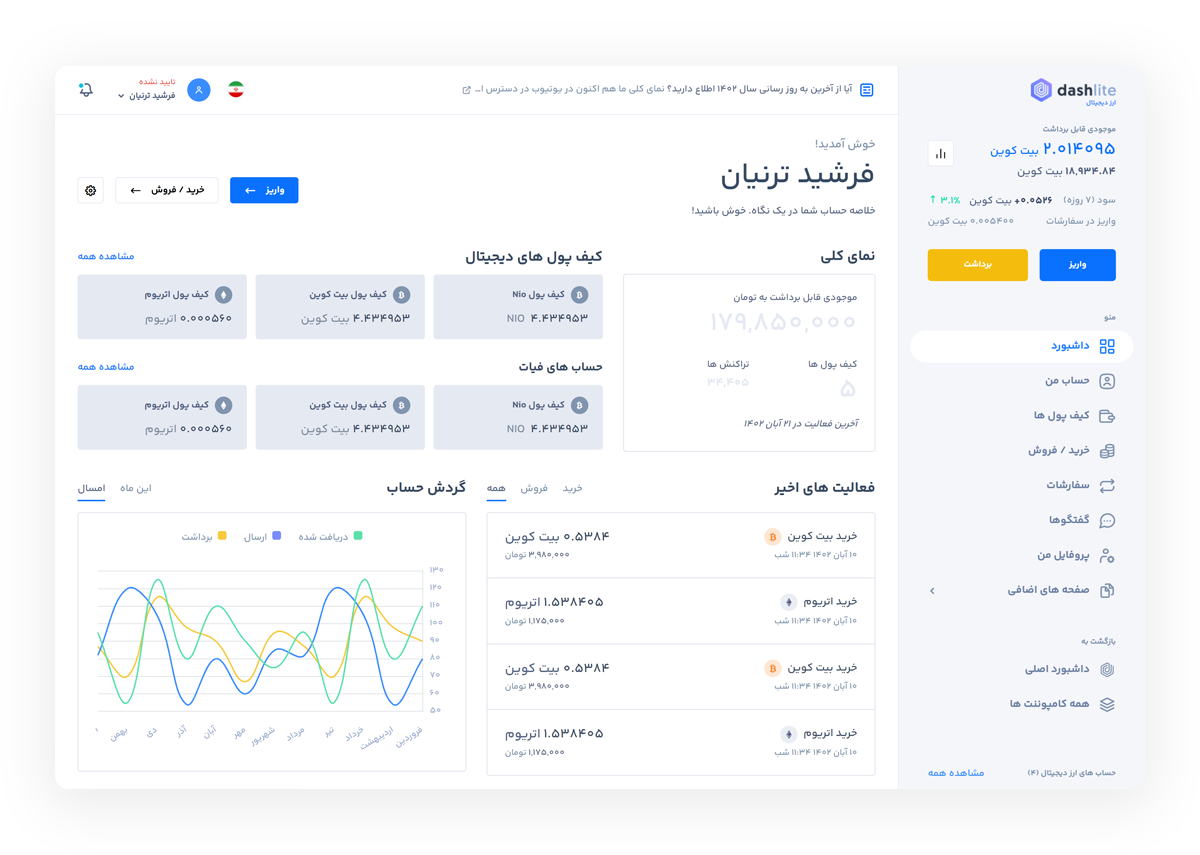 dashlite
ارز دیجیتال
موجودی قابل برداشت
۲.۰۱۴۰۹۵ بیت کوین
۱۸,۹۳۴.۸۴ بیت کوین
سود (۷ روزه) ۰.۰۵۲۶+ بیت کوین ۳.۱% ↑
واریز در سفارشات ۰.۰۰۵۴۰۰ بیت کوین
واریز برداشت
منو
داشبورد
حساب من
کیف پول ها
خرید / فروش
سفارشات
گفتگوها
پروفایل من
صفحه های اضافی
بازگشت به
داشبورد اصلی
همه کامپوننت ها
حساب های ارز دیجیتال (۴) مشاهده همه
آیا از آخرین به روز رسانی سال ۱۴۰۲ اطلاع دارید؟ نمای کلی ما هم اکنون در یوتیوب در دسترس ا...
تایید نشده
فرشید ترنیان
خوش آمدید!
فرشید ترنیان
خلاصه حساب شما در یک نگاه. خوش باشید!
واریز ←
خرید / فروش ←
نمای کلی
موجودی قابل برداشت به تومان
۱۷۹,۸۵۰,۰۰۰
کیف پول ها تراکنش ها
۵ ۳۴,۴۰۵
آخرین فعالیت در ۲۱ آبان ۱۴۰۲
کیف پول های دیجیتال مشاهده همه
کیف پول Nio
۴.۴۳۴۹۵۳ NIO
کیف پول بیت کوین
۴.۴۳۴۹۵۳ بیت کوین
کیف پول اتریوم
۰.۰۰۰۵۶۰ اتریوم
حساب های فیات مشاهده همه
کیف پول Nio
۴.۴۳۴۹۵۳ NIO
کیف پول بیت کوین
۴.۴۳۴۹۵۳ بیت کوین
کیف پول اتریوم
۰.۰۰۰۵۶۰ اتریوم
فعالیت های اخیر خرید فروش همه
خرید بیت کوین ۰.۵۳۸۴ بیت کوین
۱۰ آبان ۱۴۰۲ ۱۱:۳۴ شب ۳,۹۸۰,۰۰۰ تومان
خرید اتریوم ۱.۵۳۸۴۰۵ اتریوم
۱۰ آبان ۱۴۰۲ ۱۱:۳۴ شب ۱,۱۷۵,۰۰۰ تومان
خرید بیت کوین ۰.۵۳۸۴ بیت کوین
۱۰ آبان ۱۴۰۲ ۱۱:۳۴ شب ۳,۹۸۰,۰۰۰ تومان
خرید اتریوم ۱.۵۳۸۴۰۵ اتریوم
۱۰ آبان ۱۴۰۲ ۱۱:۳۴ شب ۱,۱۷۵,۰۰۰ تومان
گردش حساب این ماه امسال
دریافت شده ارسال برداشت
۱۳۰
۱۲۰
۱۱۰
۱۰۰
۹۰
۸۰
۷۰
۶۰
۵۰
فروردین اردیبهشت خرداد تیر مرداد شهریور مهر آبان آذر دی بهمن